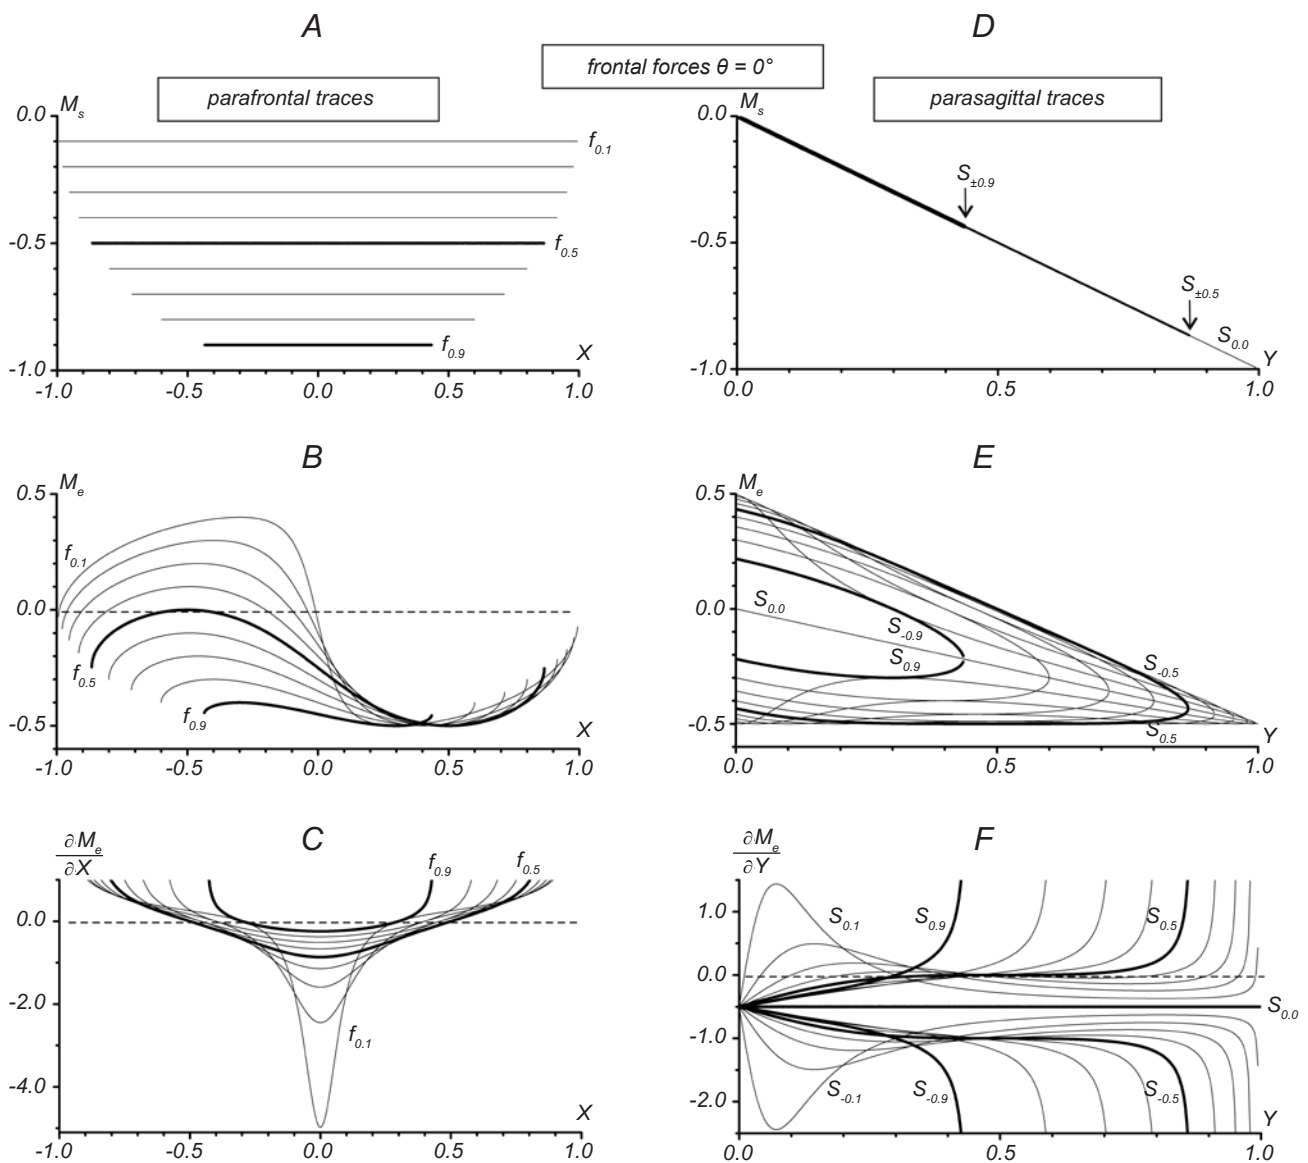 A
D
frontal forces θ = 0°
parafrontal traces
parasagittal traces
0.0
M_s
f_0.1
-0.5
f_0.5
f_0.9
X
-1.0
-1.0 -0.5 0.0 0.5 1.0
0.0
M_s
S_±0.9
-0.5
S_±0.5
S_0.0
Y
-1.0
0.0 0.5 1.0
B
0.5
M_e
f_0.1
0.0
f_0.5
f_0.9
-0.5
X
-1.0 -0.5 0.0 0.5 1.0
E
0.5
M_e
0.0
S_0.0
S_-0.9
S_0.9
S_-0.5
S_0.5
-0.5
Y
0.0 0.5 1.0
C
∂M_e
∂X
f_0.9 f_0.5
0.0
-2.0
f_0.1
-4.0
X
-1.0 -0.5 0.0 0.5 1.0
F
∂M_e
∂Y
1.0
S_0.1 S_0.9 S_0.5
0.0
S_0.0
-1.0
S_-0.1 S_-0.9 S_-0.5
-2.0
Y
0.0 0.5 1.0